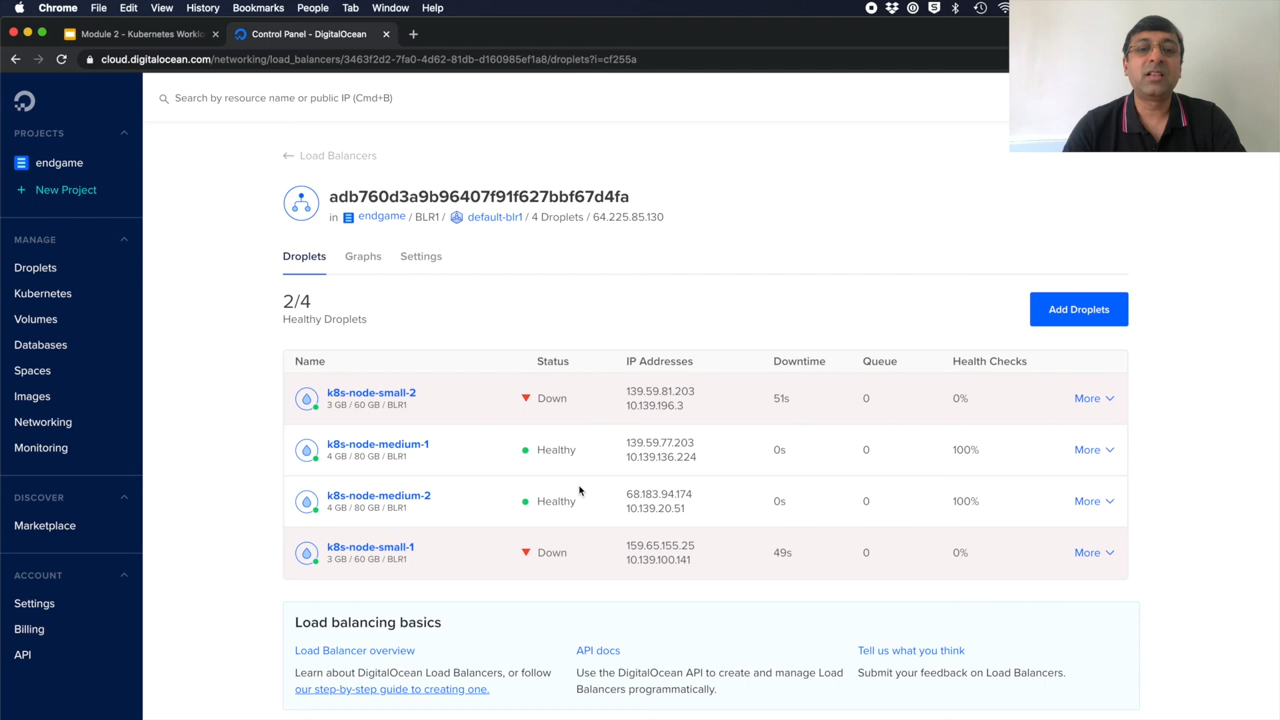 Chrome File Edit View History Bookmarks People Tab Window Help
Module 2 - Kubernetes Worklo
Control Panel - DigitalOcean
cloud.digitalocean.com/networking/load_balancers/3463f2d2-7fa0-4d62-81db-d160985ef1a8/droplets?i=cf255a
Search by resource name or public IP (Cmd+B)
PROJECTS
endgame
+ New Project
MANAGE
Droplets
Kubernetes
Volumes
Databases
Spaces
Images
Networking
Monitoring
DISCOVER
Marketplace
ACCOUNT
Settings
Billing
API
← Load Balancers
adb760d3a9b96407f91f627bbf67d4fa
in endgame / BLR1 / default-blr1 / 4 Droplets / 64.225.85.130
Droplets Graphs Settings
2/4
Healthy Droplets
Add Droplets
Name Status IP Addresses Downtime Queue Health Checks
k8s-node-small-2
3 GB / 60 GB / BLR1
Down
139.59.81.203
10.139.196.3
51s 0 0% More
k8s-node-medium-1
4 GB / 80 GB / BLR1
Healthy
139.59.77.203
10.139.136.224
0s 0 100% More
k8s-node-medium-2
4 GB / 80 GB / BLR1
Healthy
68.183.94.174
10.139.20.51
0s 0 100% More
k8s-node-small-1
3 GB / 60 GB / BLR1
Down
159.65.155.25
10.139.100.141
49s 0 0% More
Load balancing basics
Load Balancer overview
Learn about DigitalOcean Load Balancers, or follow
our step-by-step guide to creating one.
API docs
Use the DigitalOcean API to create and manage Load
Balancers programmatically.
Tell us what you think
Submit your feedback on Load Balancers.